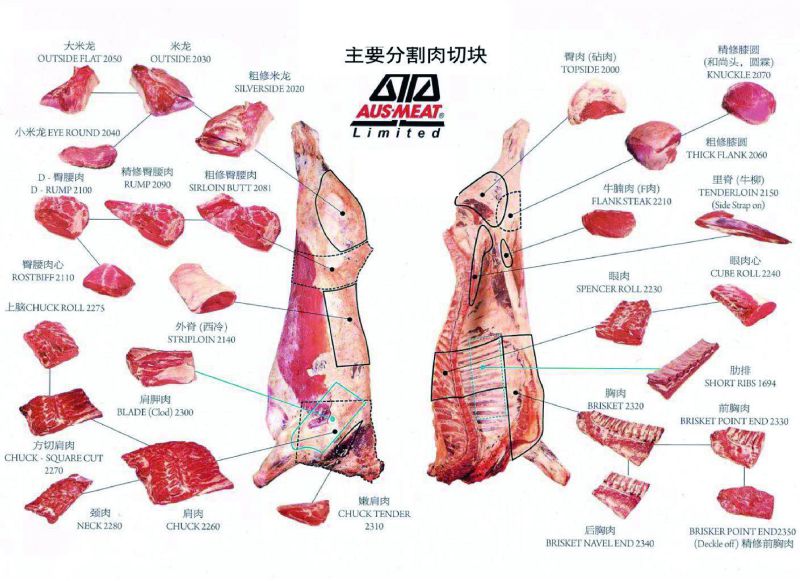 主要分割肉切块
AUS-MEAT®
Limited
大米龙
OUTSIDE FLAT 2050
米龙
OUTSIDE 2030
粗修米龙
SILVERSIDE 2020
小米龙 EYE ROUND 2040
D - 臀腰肉
D - RUMP 2100
精修臀腰肉
RUMP 2090
粗修臀腰肉
SIRLOIN BUTT 2081
臀腰肉心
ROSTBIFF 2110
上脑CHUCK ROLL 2275
外脊 (西冷)
STRIPLOIN 2140
肩胛肉
BLADE (Clod) 2300
方切肩肉
CHUCK - SQUARE CUT
2270
颈肉
NECK 2280
肩肉
CHUCK 2260
嫩肩肉
CHUCK TENDER
2310
臀肉 (砧肉)
TOPSIDE 2000
精修膝圆
(和尚头，圆霖)
KNUCKLE 2070
粗修膝圆
THICK FLANK 2060
牛腩肉 (F肉)
FLANK STEAK 2210
里脊 (牛柳)
TENDERLOIN 2150
(Side Strap on)
眼肉
SPENCER ROLL 2230
眼肉心
CUBE ROLL 2240
肋排
SHORT RIBS 1694
胸肉
BRISKET 2320
前胸肉
BRISKET POINT END 2330
后胸肉
BRISKET NAVEL END 2340
BRISKER POINT END2350
(Deckle off) 精修前胸肉